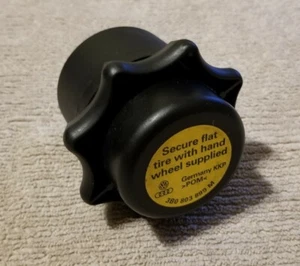 Secure flat
tire with hand
wheel supplied
Germany
»POM«